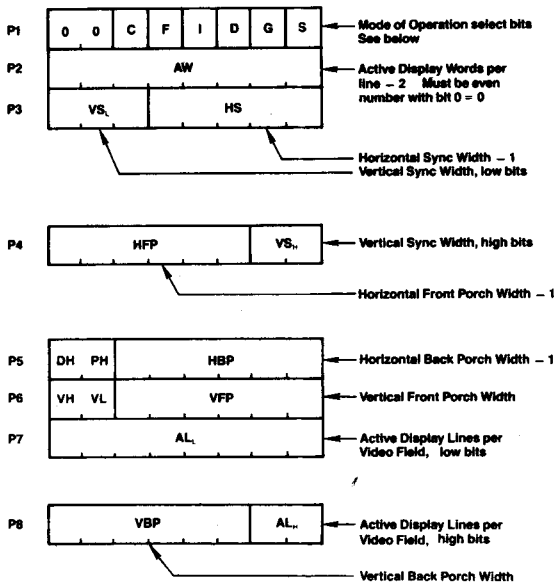 P1 0 0 C F I D G S Mode of Operation select bits
See below
P2 AW Active Display Words per
line – 2 Must be even
number with bit 0 = 0
P3 VSL HS
Horizontal Sync Width – 1
Vertical Sync Width, low bits
P4 HFP VSH Vertical Sync Width, high bits
Horizontal Front Porch Width – 1
P5 DH PH HBP Horizontal Back Porch Width – 1
P6 VH VL VFP Vertical Front Porch Width
P7 ALL Active Display Lines per
Video Field, low bits
P8 VBP ALH Active Display Lines per
Video Field, high bits
Vertical Back Porch Width